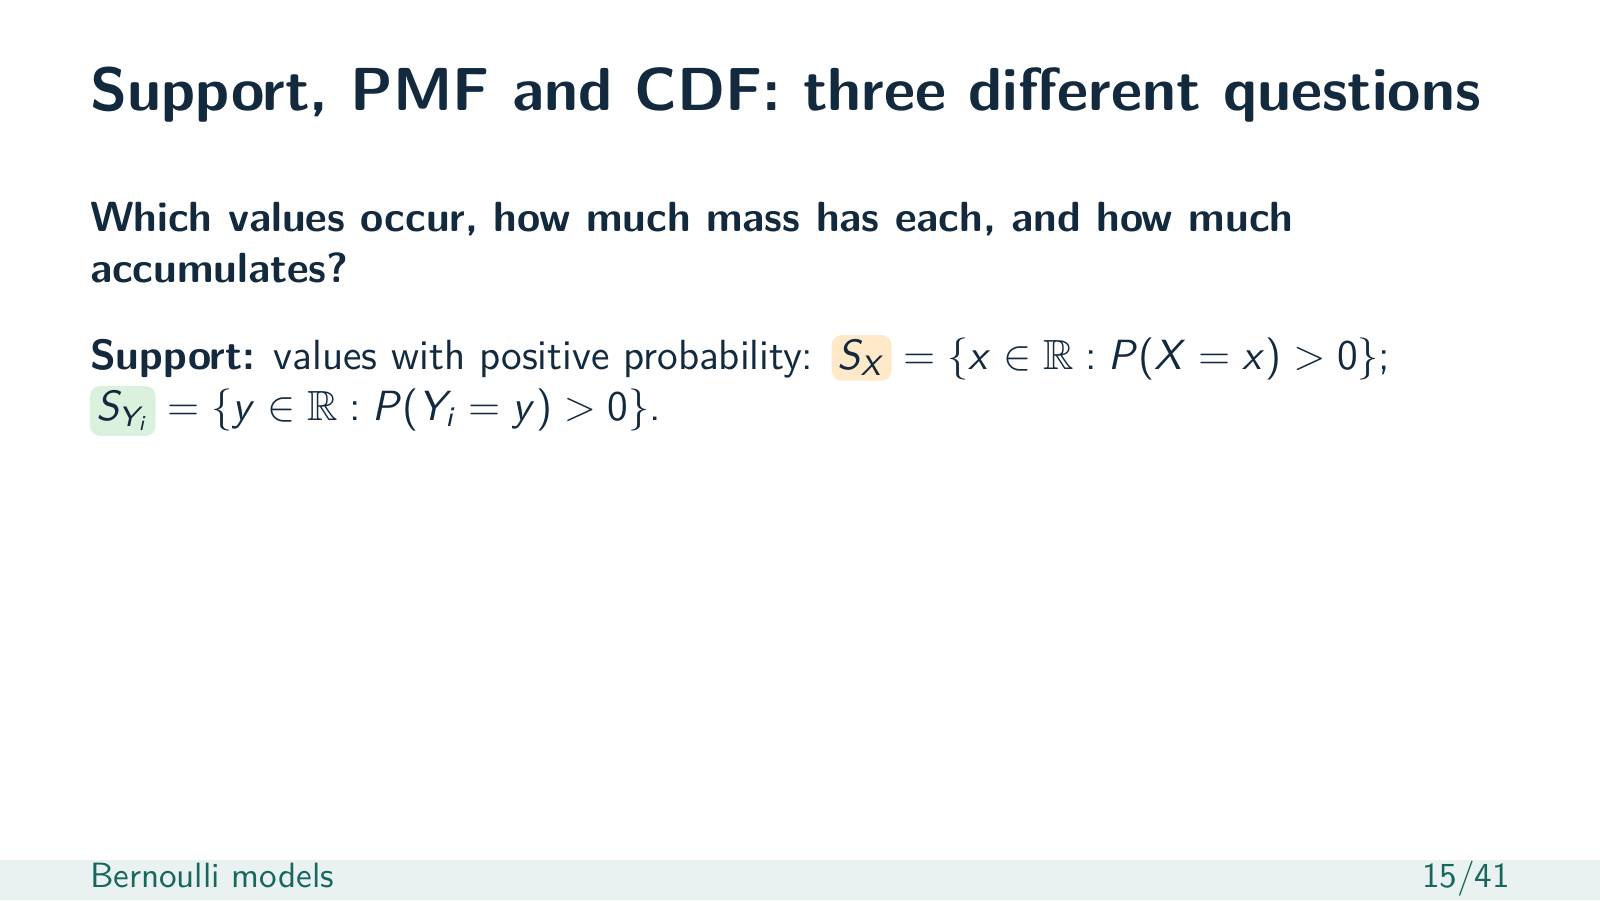 Support, PMF and CDF: three different questions
Which values occur, how much mass has each, and how much
accumulates?
Support: values with positive probability: S_X = {x ∈ ℝ : P(X = x) > 0};
S_{Y_i} = {y ∈ ℝ : P(Y_i = y) > 0}.
Bernoulli models
15/41